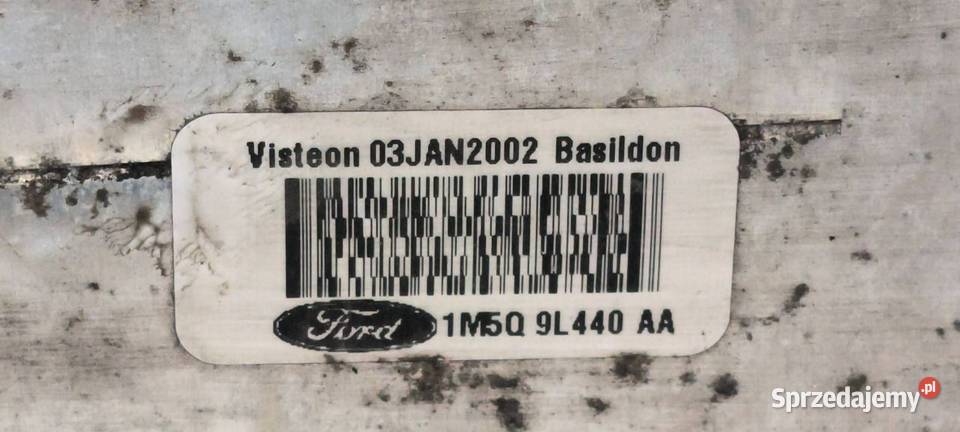 Visteon 03JAN2002 Basildon
Ford 1M5Q 9L440 AA
Sprzedajemy.pl